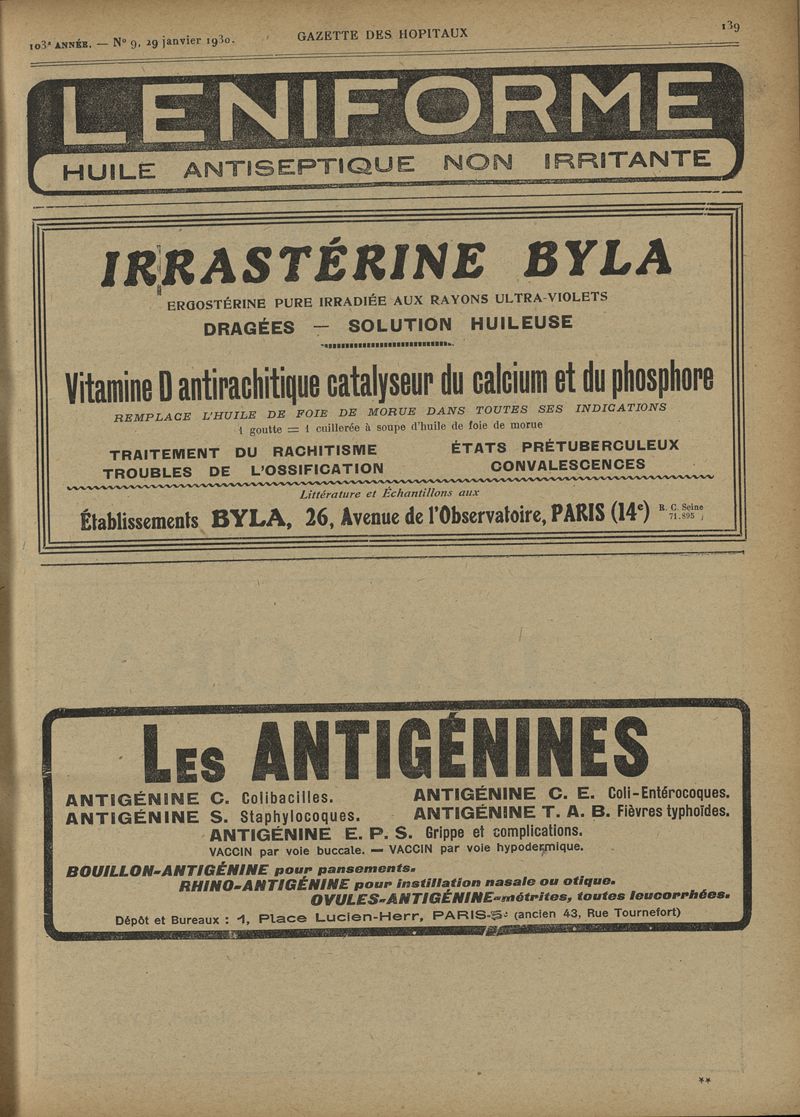 103e ANNÉE. — No 9, 29 janvier 1930.
GAZETTE DES HOPITAUX
139
LENIFORME
HUILE ANTISEPTIQUE NON IRRITANTE
IRRASTÉRINE BYLA
ERGOSTÉRINE PURE IRRADIÉE AUX RAYONS ULTRA-VIOLETS
DRAGÉES — SOLUTION HUILEUSE
Vitamine D antirachitique catalyseur du calcium et du phosphore
REMPLACE L'HUILE DE FOIE DE MORUE DANS TOUTES SES INDICATIONS
1 goutte = 1 cuillerée à soupe d'huile de foie de morue
TRAITEMENT DU RACHITISME
TROUBLES DE L'OSSIFICATION
ÉTATS PRÉTUBERCULEUX
CONVALESCENCES
Littérature et Échantillons aux
Établissements BYLA, 26, Avenue de l'Observatoire, PARIS (14e) R. C. Seine 71.895
Les ANTIGÉNINES
ANTIGÉNINE C. Colibacilles.
ANTIGÉNINE C. E. Coli-Entérocoques.
ANTIGÉNINE S. Staphylocoques.
ANTIGÉNINE T. A. B. Fièvres typhoïdes.
ANTIGÉNINE E. P. S. Grippe et complications.
VACCIN par voie buccale. — VACCIN par voie hypodermique.
BOUILLON-ANTIGÉNINE pour pansements.
RHINO-ANTIGÉNINE pour instillation nasale ou otique.
OVULES-ANTIGÉNINE-métrites, toutes leucorrhées.
Dépôt et Bureaux : 1, Place Lucien-Herr, PARIS-5e (ancien 43, Rue Tournefort)
**